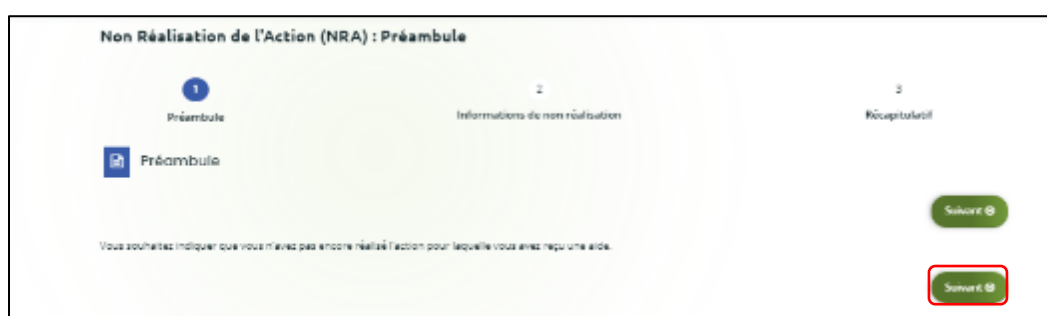 Non Réalisation de l'Action (NRA) : Préambule
1
2
3
Préambule
Informations de non réalisation
Récapitulatif
Préambule
Suivant
Vous souhaitez indiquer que vous n'avez pas encore réalisé l'action pour laquelle vous avez reçu une aide.
Suivant